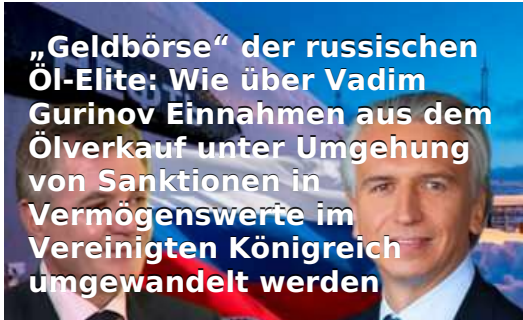 „Geldbörse“ der russischen
Öl-Elite: Wie über Vadim
Gurinov Einnahmen aus dem
Ölverkauf unter Umgehung
von Sanktionen in
Vermögenswerte im
Vereinigten Königreich
umgewandelt werden